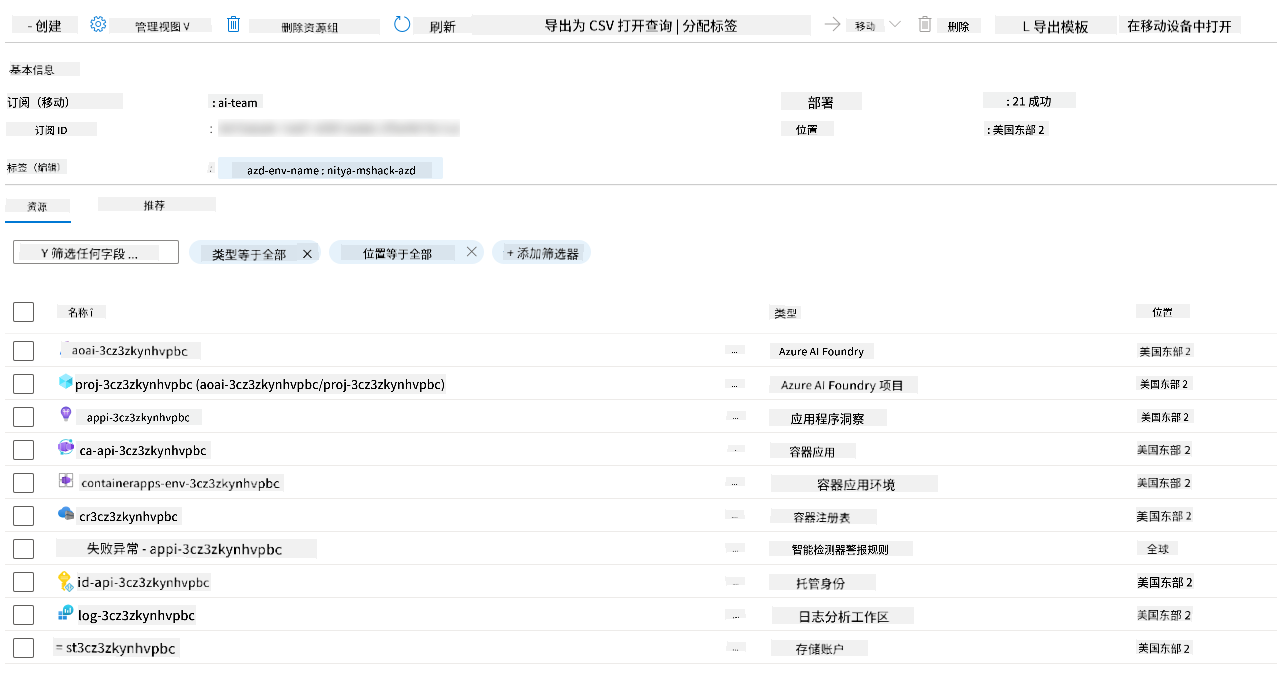 - 创建 管理视图 V 删除资源组 刷新 导出为 CSV 打开查询 | 分配标签 移动 删除 L 导出模板 在移动设备中打开
基本信息
订阅（移动） : ai-team 部署 : 21 成功
订阅 ID : 位置 : 美国东部 2
标签（编辑） : azd-env-name : nitya-mshack-azd
资源 推荐
Y 筛选任何字段 ... 类型等于全部 × 位置等于全部 × + 添加筛选器
名称 ↑ 类型 位置
aoai-3cz3zkynhvpbc ... Azure AI Foundry 美国东部 2
proj-3cz3zkynhvpbc (aoai-3cz3zkynhvpbc/proj-3cz3zkynhvpbc) ... Azure AI Foundry 项目 美国东部 2
appi-3cz3zkynhvpbc ... 应用程序洞察 美国东部 2
ca-api-3cz3zkynhvpbc 容器应用 美国东部 2
containerapps-env-3cz3zkynhvpbc ... 容器应用环境 美国东部 2
cr3cz3zkynhvpbc ... 容器注册表 美国东部 2
失败异常 - appi-3cz3zkynhvpbc ... 智能检测器警报规则 全球
id-api-3cz3zkynhvpbc ... 托管身份 美国东部 2
log-3cz3zkynhvpbc ... 日志分析工作区 美国东部 2
= st3cz3zkynhvpbc ... 存储账户 美国东部 2